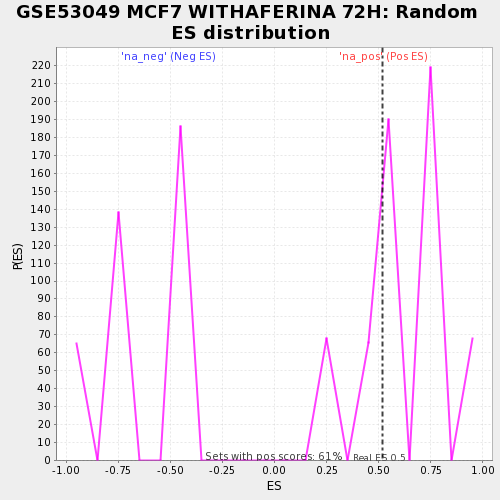 GSE53049 MCF7 WITHAFERINA 72H: Random
ES distribution
'na_neg' (Neg ES)
'na_pos' (Pos ES)
P(ES)
220
210
200
190
180
170
160
150
140
130
120
110
100
90
80
70
60
50
40
30
20
10
0
Sets with pos scores: 61%
Real ES 0.5
-1.00 -0.75 -0.50 -0.25 0.00 0.25 0.50 0.75 1.00
ES